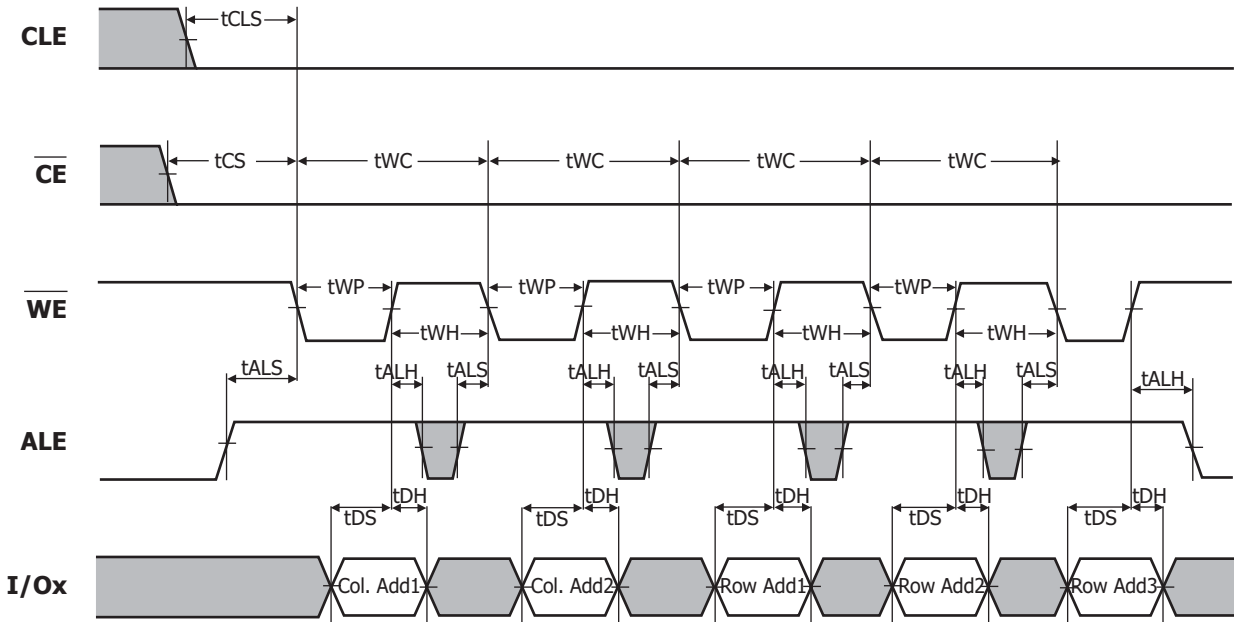 CLE
tCLS
CE
tCS
tWC
tWC
tWC
tWC
WE
tWP
tWP
tWP
tWP
tWH
tWH
tWH
tWH
tALS
tALH
tALS
tALH
tALS
tALH
tALS
tALH
tALS
tALH
ALE
tDS
tDH
tDS
tDH
tDS
tDH
tDS
tDH
tDS
tDH
I/Ox
Col. Add1
Col. Add2
Row Add1
Row Add2
Row Add3